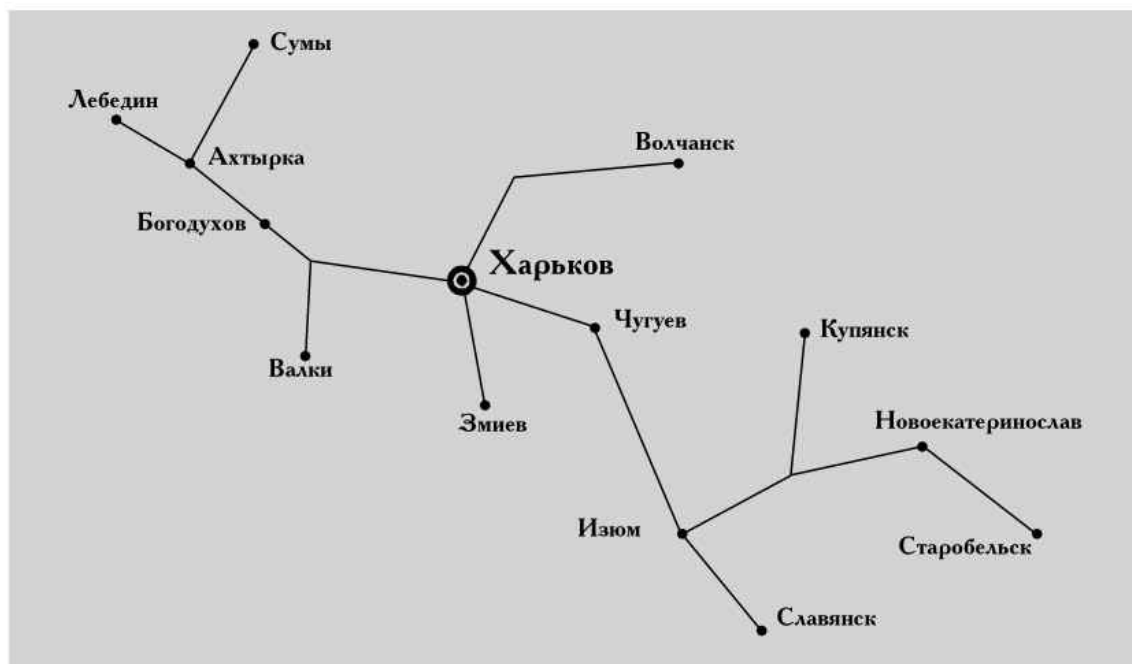 Сумы
Лебедин
Волчанск
Ахтырка
Богодухов
Харьков
Чугуев
Купянск
Валки
Змиев
Новоекатеринослав
Изюм
Старобельск
Славянск